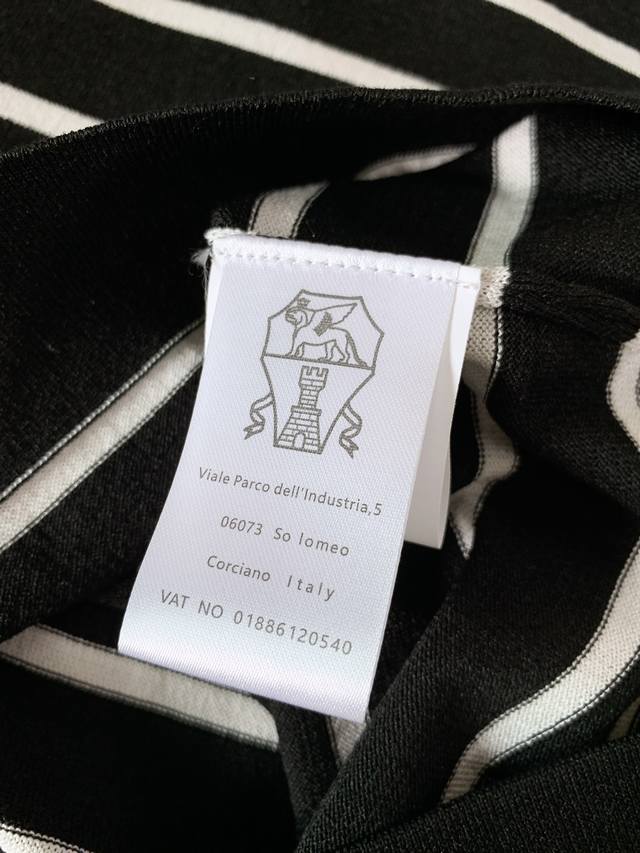 Viale Parco dell'Industria,5
06073 So lomeo
Corciano Italy
VAT NO 01886120540